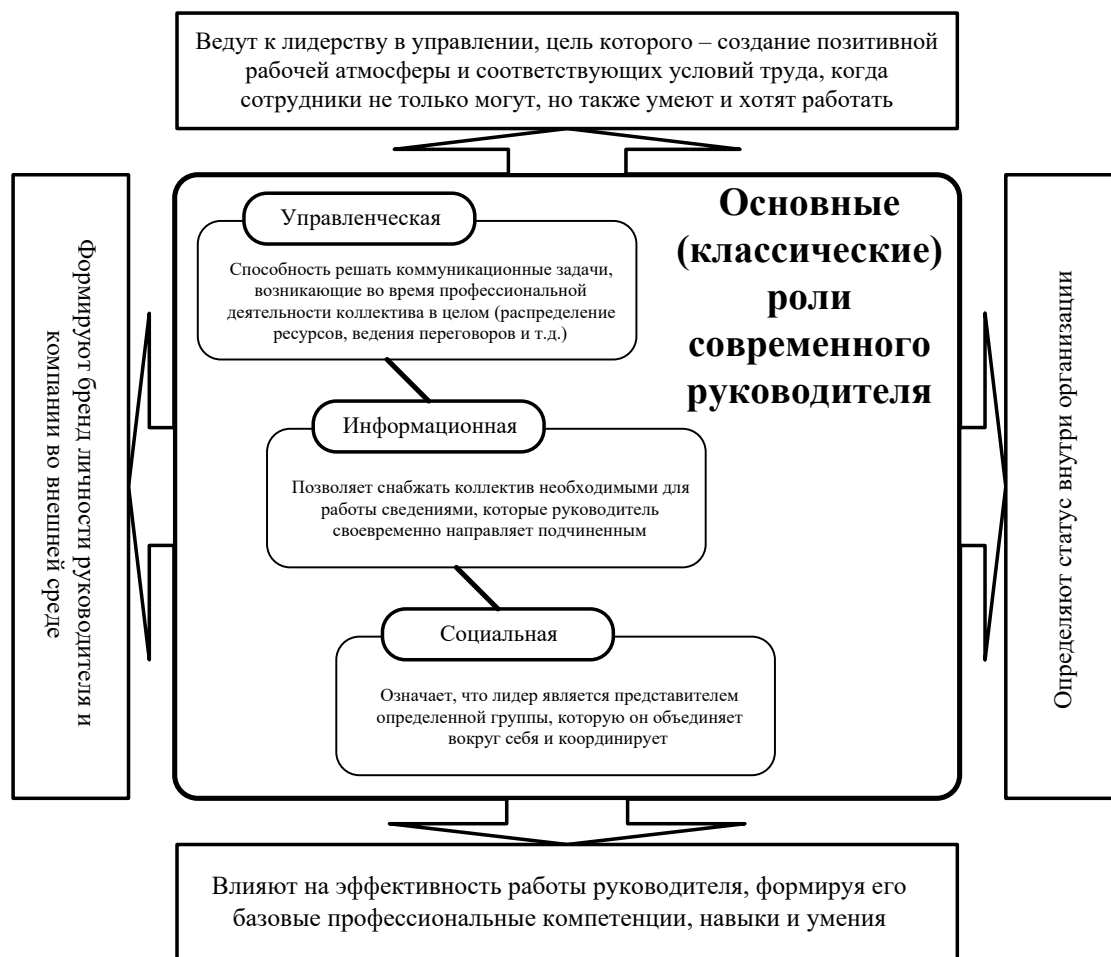 Ведут к лидерству в управлении, цель которого – создание позитивной
рабочей атмосферы и соответствующих условий труда, когда
сотрудники не только могут, но также умеют и хотят работать
Формируют бренд личности руководителя и
компании во внешней среде
Основные
(классические)
роли
современного
руководителя
Управленческая
Способность решать коммуникационные задачи,
возникающие во время профессиональной
деятельности коллектива в целом (распределение
ресурсов, ведения переговоров и т.д.)
Информационная
Позволяет снабжать коллектив необходимыми для
работы сведениями, которые руководитель
своевременно направляет подчиненным
Социальная
Означает, что лидер является представителем
определенной группы, которую он объединяет
вокруг себя и координирует
Определяют статус внутри организации
Влияют на эффективность работы руководителя, формируя его
базовые профессиональные компетенции, навыки и умения